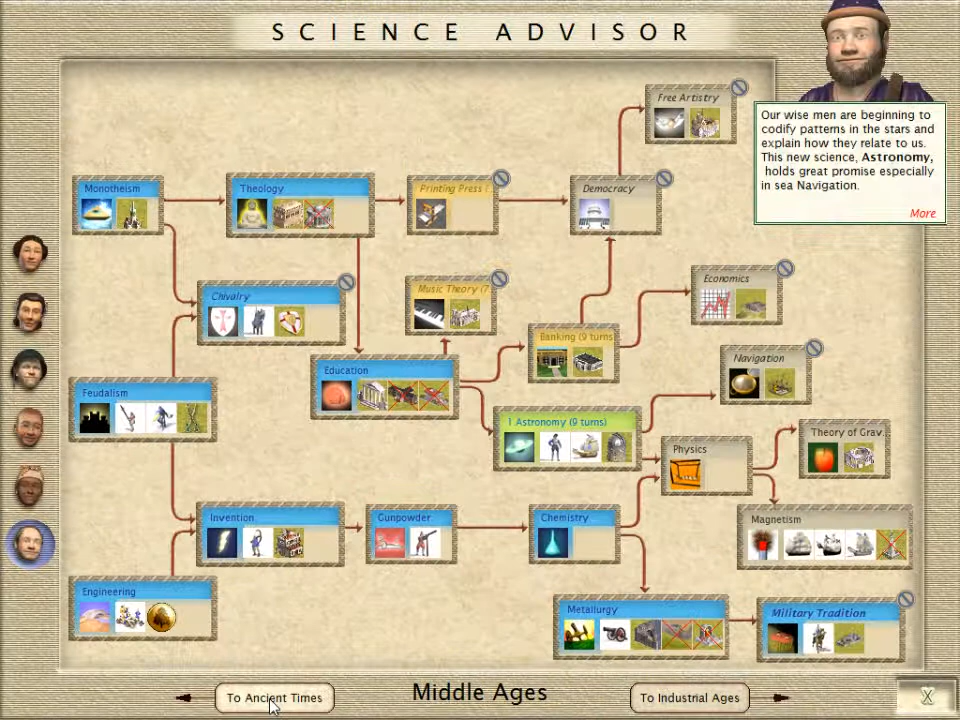 SCIENCE ADVISOR
Our wise men are beginning to
codify patterns in the stars and
explain how they relate to us.
This new science, Astronomy,
holds great promise especially
in sea Navigation.
More
Free Artistry
Monotheism
Theology
Printing Press (
Democracy
Chivalry
Music Theory (7
Economics
Banking (9 turns
Navigation
Education
Feudalism
1 Astronomy (9 turns)
Physics
Theory of Grav
Invention
Gunpowder
Chemistry
Magnetism
Engineering
Metallurgy
Military Tradition
To Ancient Times
Middle Ages
To Industrial Ages
X